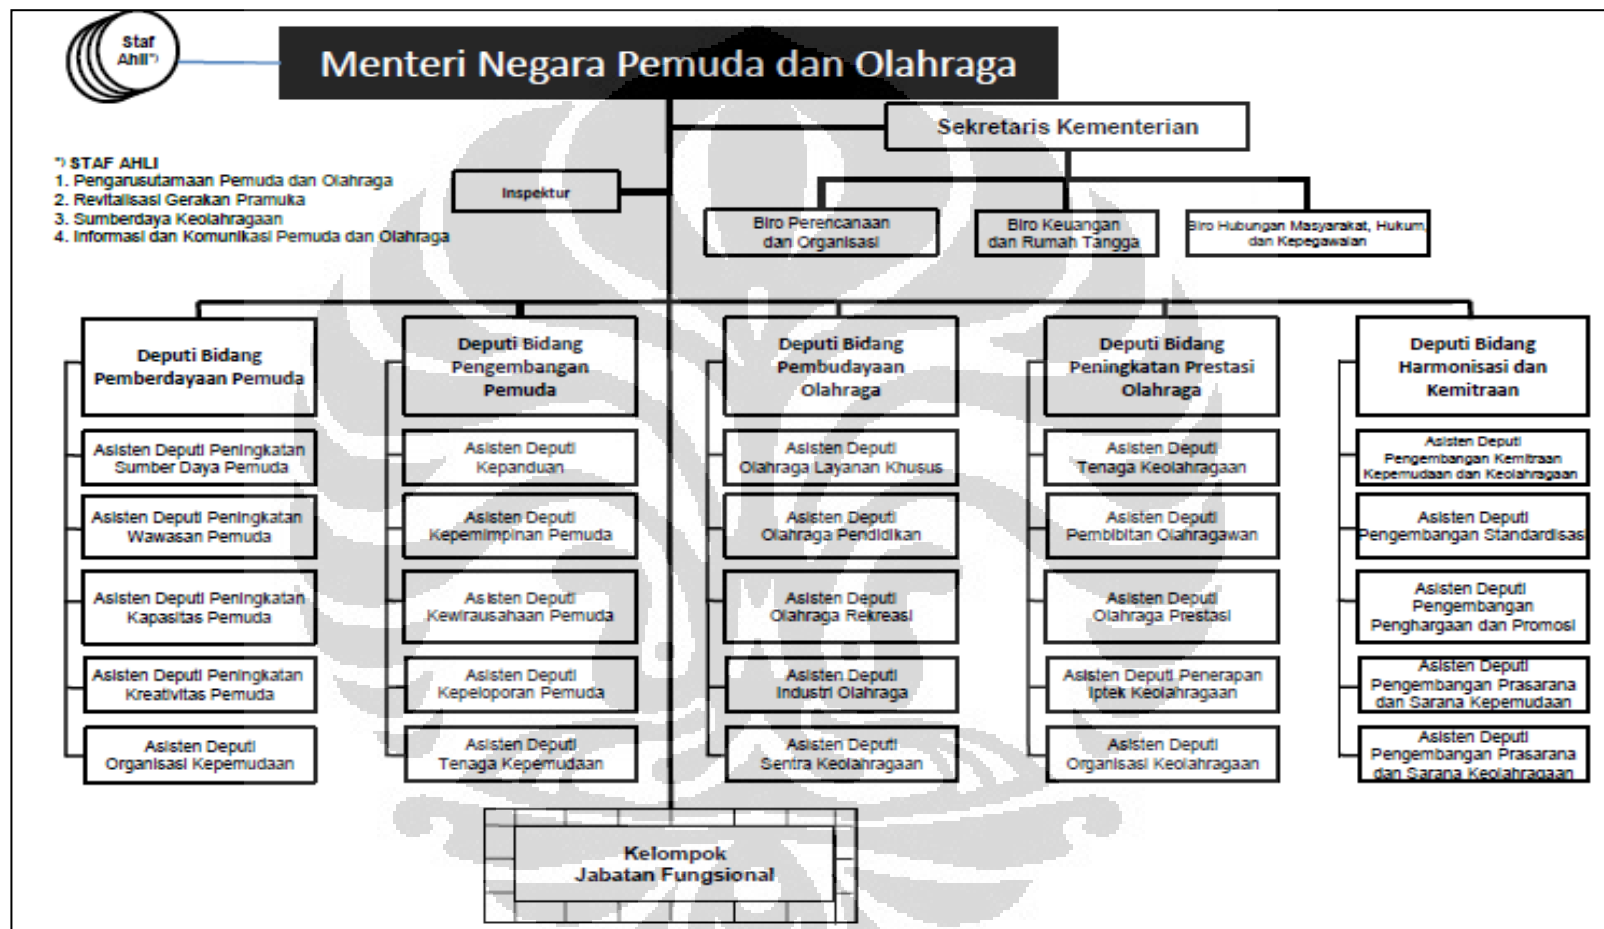 Staf
Ahli*)
Menteri Negara Pemuda dan Olahraga
Sekretaris Kementerian
*) STAF AHLI
1. Pengarusutamaan Pemuda dan Olahraga
2. Revitalisasi Gerakan Pramuka
3. Sumberdaya Keolahragaan
4. Informasi dan Komunikasi Pemuda dan Olahraga
Inspektur
Biro Perencanaan
dan Organisasi
Biro Keuangan
dan Rumah Tangga
Biro Hubungan Masyarakat, Hukum,
dan Kepegawaian
Deputi Bidang
Pemberdayaan Pemuda
Asisten Deputi Peningkatan
Sumber Daya Pemuda
Asisten Deputi Peningkatan
Wawasan Pemuda
Asisten Deputi Peningkatan
Kapasitas Pemuda
Asisten Deputi Peningkatan
Kreativitas Pemuda
Asisten Deputi
Organisasi Kepemudaan
Deputi Bidang
Pengembangan
Pemuda
Asisten Deputi
Kepanduan
Asisten Deputi
Kepemimpinan Pemuda
Asisten Deputi
Kewirausahaan Pemuda
Asisten Deputi
Kepeloporan Pemuda
Asisten Deputi
Tenaga Kepemudaan
Deputi Bidang
Pembudayaan
Olahraga
Asisten Deputi
Olahraga Layanan Khusus
Asisten Deputi
Olahraga Pendidikan
Asisten Deputi
Olahraga Rekreasi
Asisten Deputi
Industri Olahraga
Asisten Deputi
Sentra Keolahragaan
Deputi Bidang
Peningkatan Prestasi
Olahraga
Asisten Deputi
Tenaga Keolahragaan
Asisten Deputi
Pembibitan Olahragawan
Asisten Deputi
Olahraga Prestasi
Asisten Deputi Penerapan
Iptek Keolahragaan
Asisten Deputi
Organisasi Keolahragaan
Deputi Bidang
Harmonisasi dan
Kemitraan
Asisten Deputi
Pengembangan Kemitraan
Kepemudaan dan Keolahragaan
Asisten Deputi
Pengembangan Standardisasi
Asisten Deputi
Pengembangan
Penghargaan dan Promosi
Asisten Deputi
Pengembangan Prasarana
dan Sarana Kepemudaan
Asisten Deputi
Pengembangan Prasarana
dan Sarana Keolahragaan
Kelompok
Jabatan Fungsional